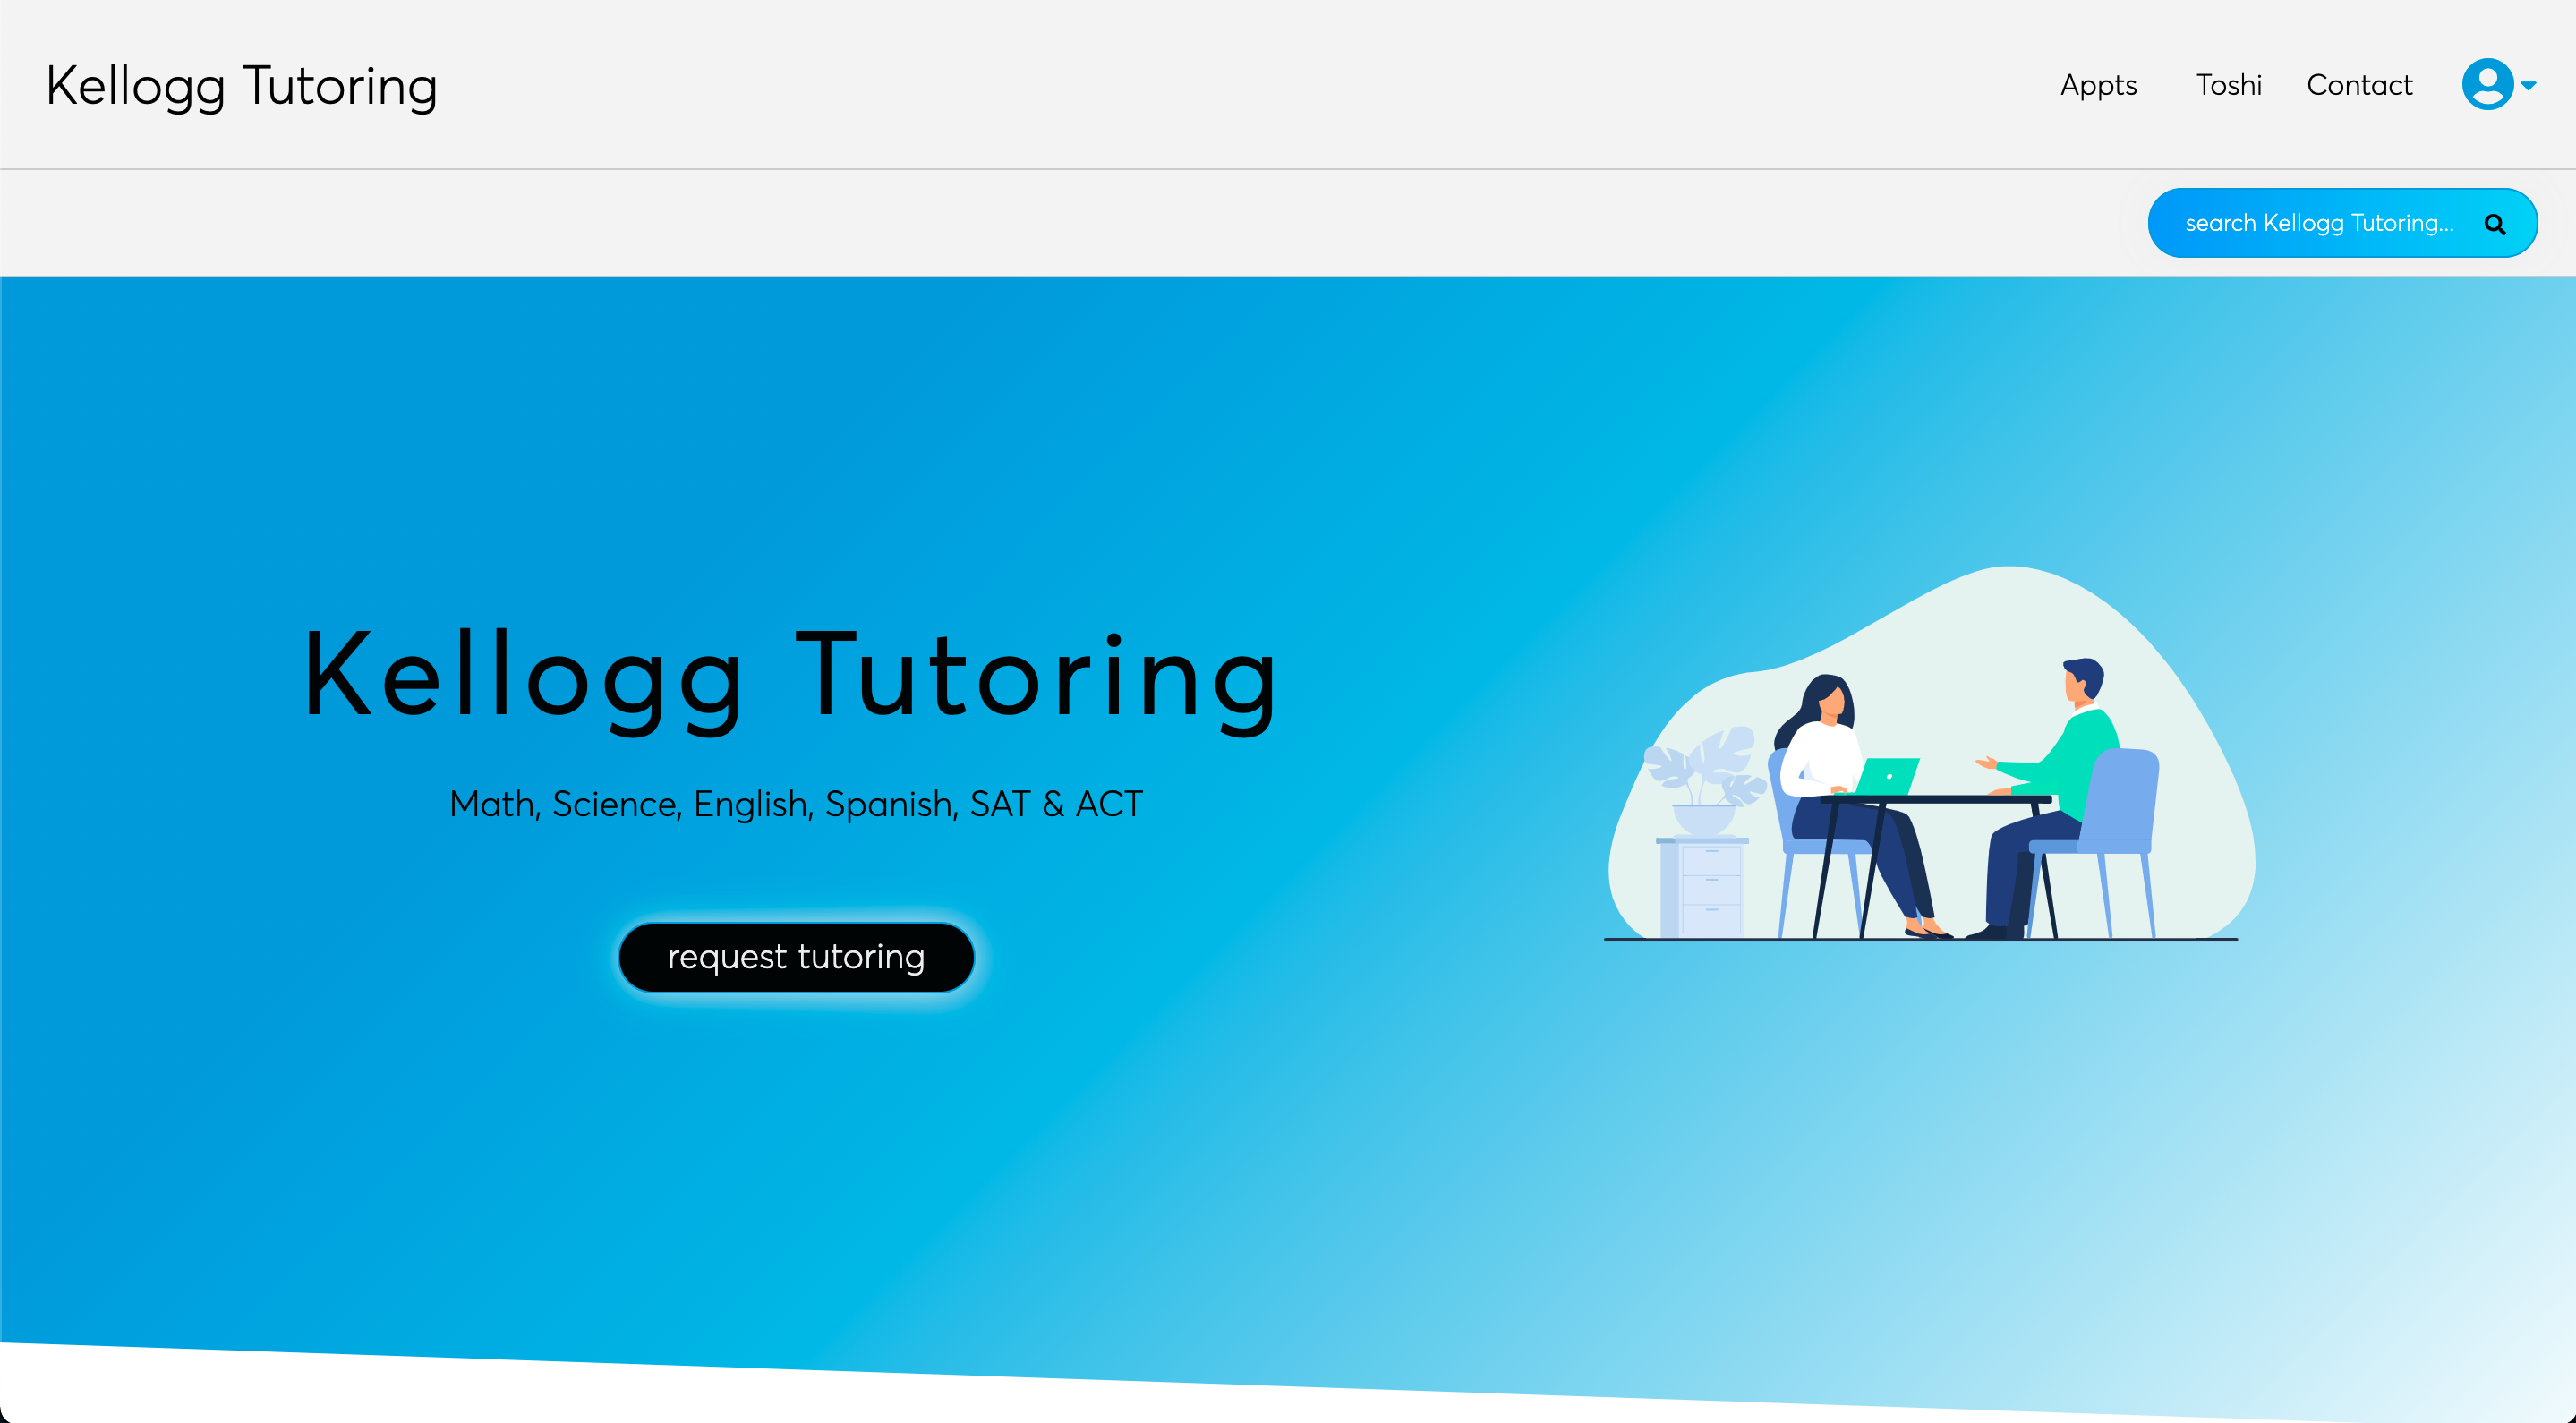 Kellogg Tutoring
Appts Toshi Contact
search Kellogg Tutoring...
Kellogg Tutoring
Math, Science, English, Spanish, SAT & ACT
request tutoring